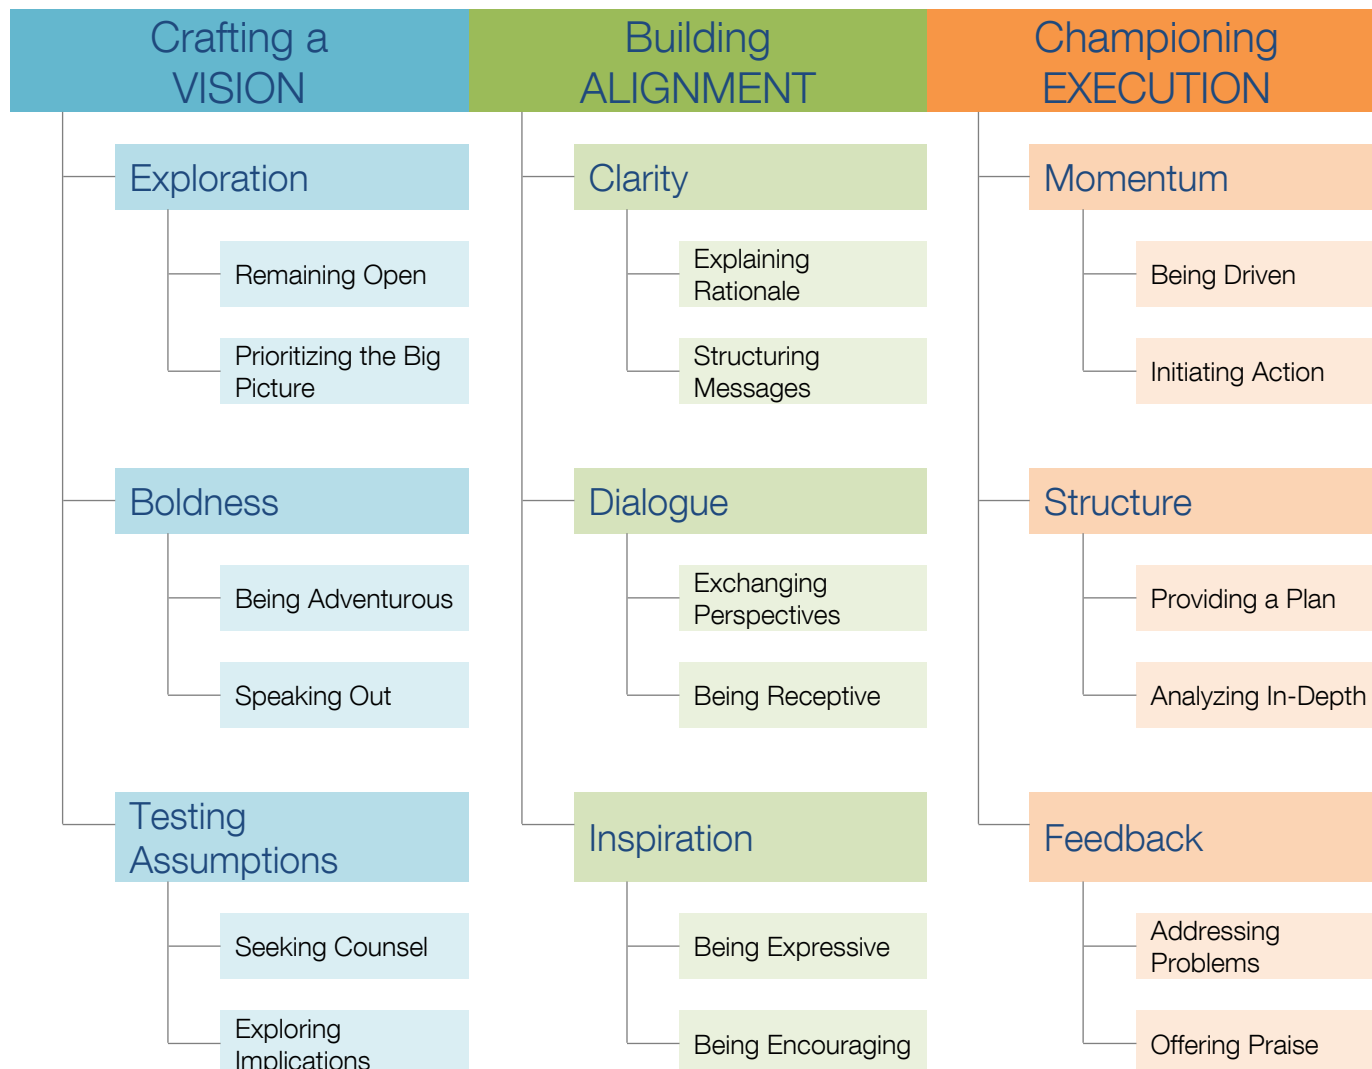 Crafting a
VISION
Exploration
Remaining Open
Prioritizing the Big
Picture
Boldness
Being Adventurous
Speaking Out
Testing
Assumptions
Seeking Counsel
Exploring
Implications
Building
ALIGNMENT
Clarity
Explaining
Rationale
Structuring
Messages
Dialogue
Exchanging
Perspectives
Being Receptive
Inspiration
Being Expressive
Being Encouraging
Championing
EXECUTION
Momentum
Being Driven
Initiating Action
Structure
Providing a Plan
Analyzing In-Depth
Feedback
Addressing
Problems
Offering Praise